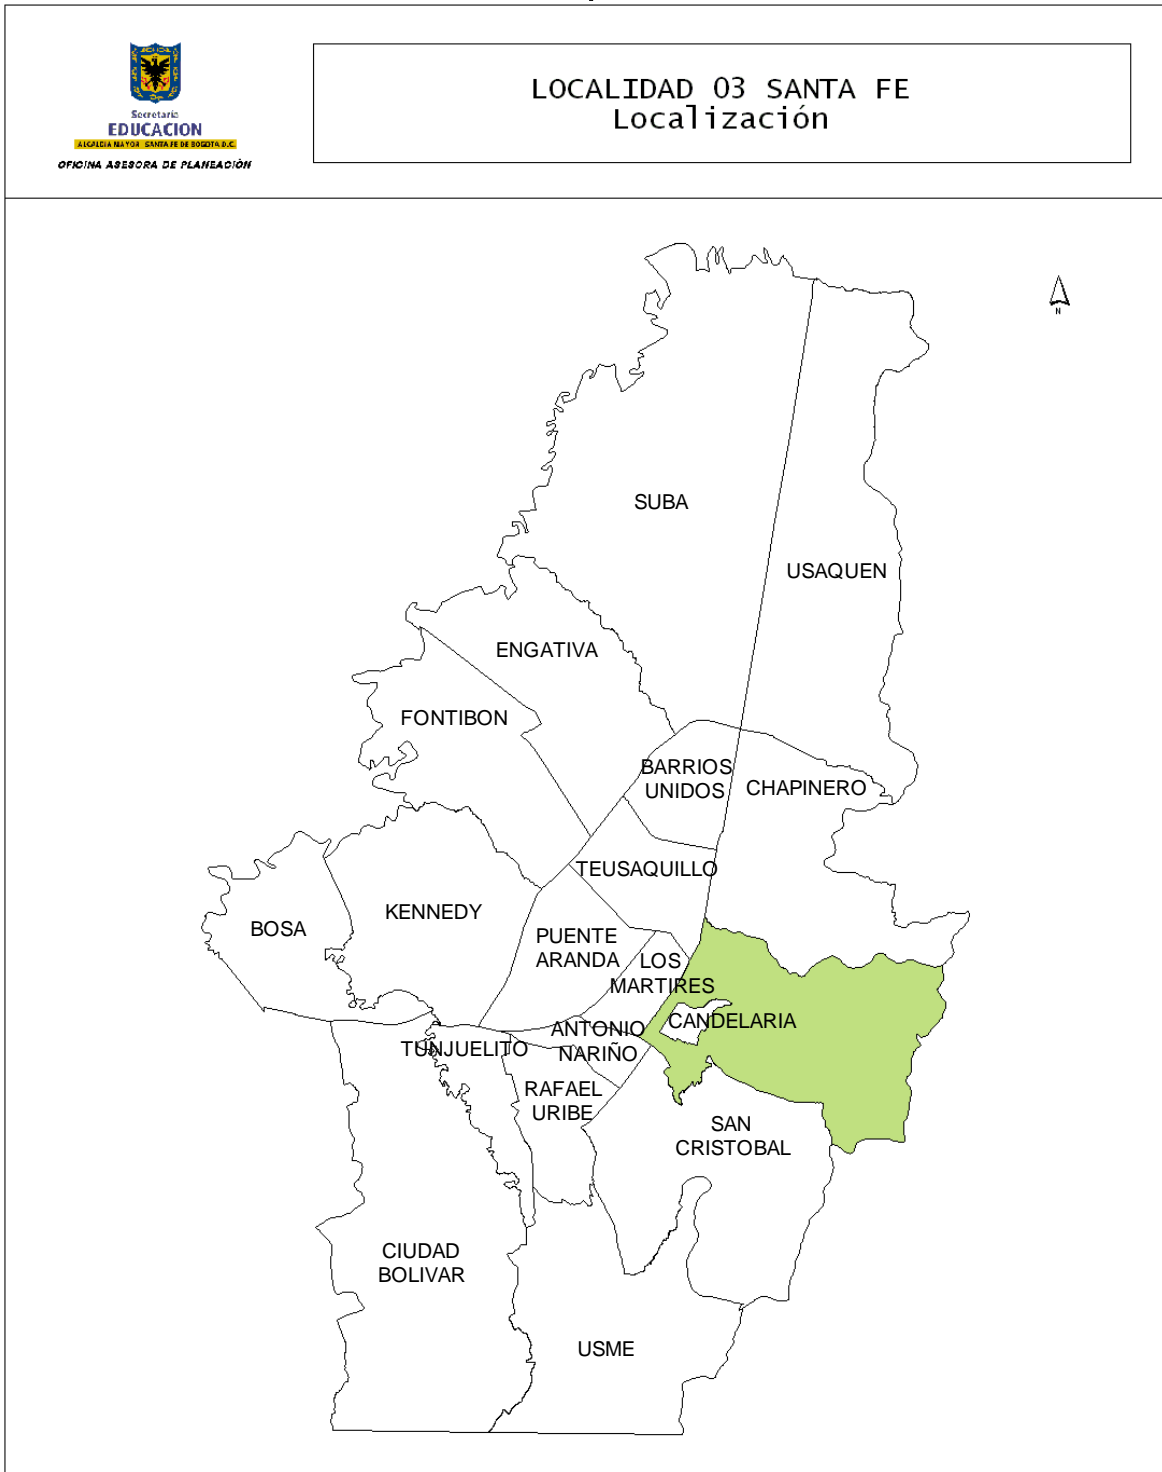 Secretaría
EDUCACION
ALCALDIA MAYOR SANTA FE DE BOGOTA D.C.
OFICINA ASESORA DE PLANEACIÓN
LOCALIDAD 03 SANTA FE
Localización
N
SUBA
USAQUEN
ENGATIVA
FONTIBON
BARRIOS
UNIDOS
CHAPINERO
TEUSAQUILLO
KENNEDY
BOSA
PUENTE
ARANDA
LOS
MARTIRES
CANDELARIA
ANTONIO
NARIÑO
TUNJUELITO
RAFAEL
URIBE
SAN
CRISTOBAL
CIUDAD
BOLIVAR
USME